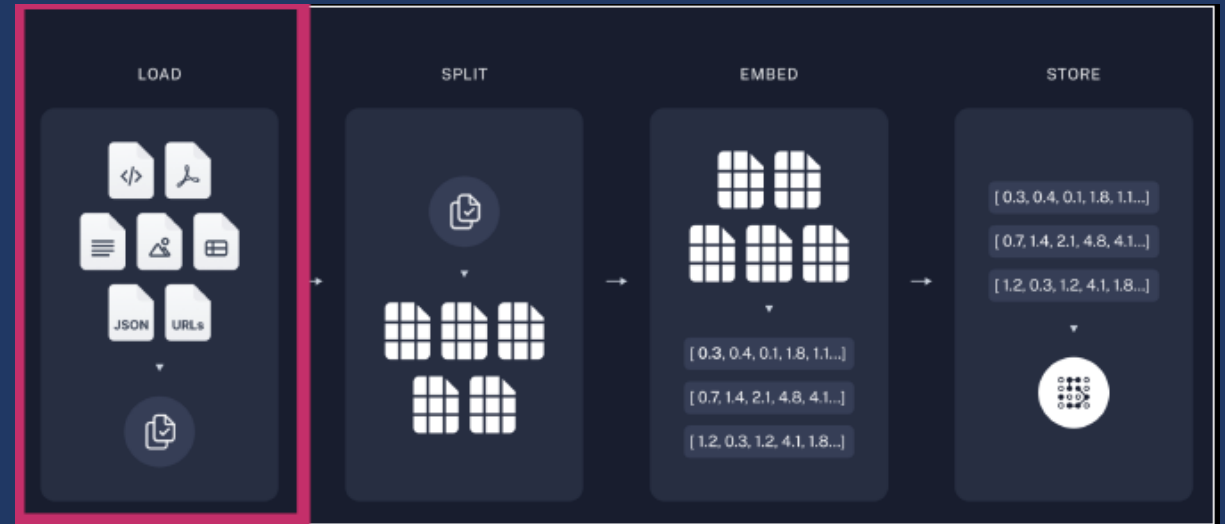 LOAD
JSON
URLs
SPLIT
EMBED
[ 0.3, 0.4, 0.1, 1.8, 1.1...]
[ 0.7, 1.4, 2.1, 4.8, 4.1...]
[ 1.2, 0.3, 1.2, 4.1, 1.8...]
STORE
[ 0.3, 0.4, 0.1, 1.8, 1.1...]
[ 0.7, 1.4, 2.1, 4.8, 4.1...]
[ 1.2, 0.3, 1.2, 4.1, 1.8...]